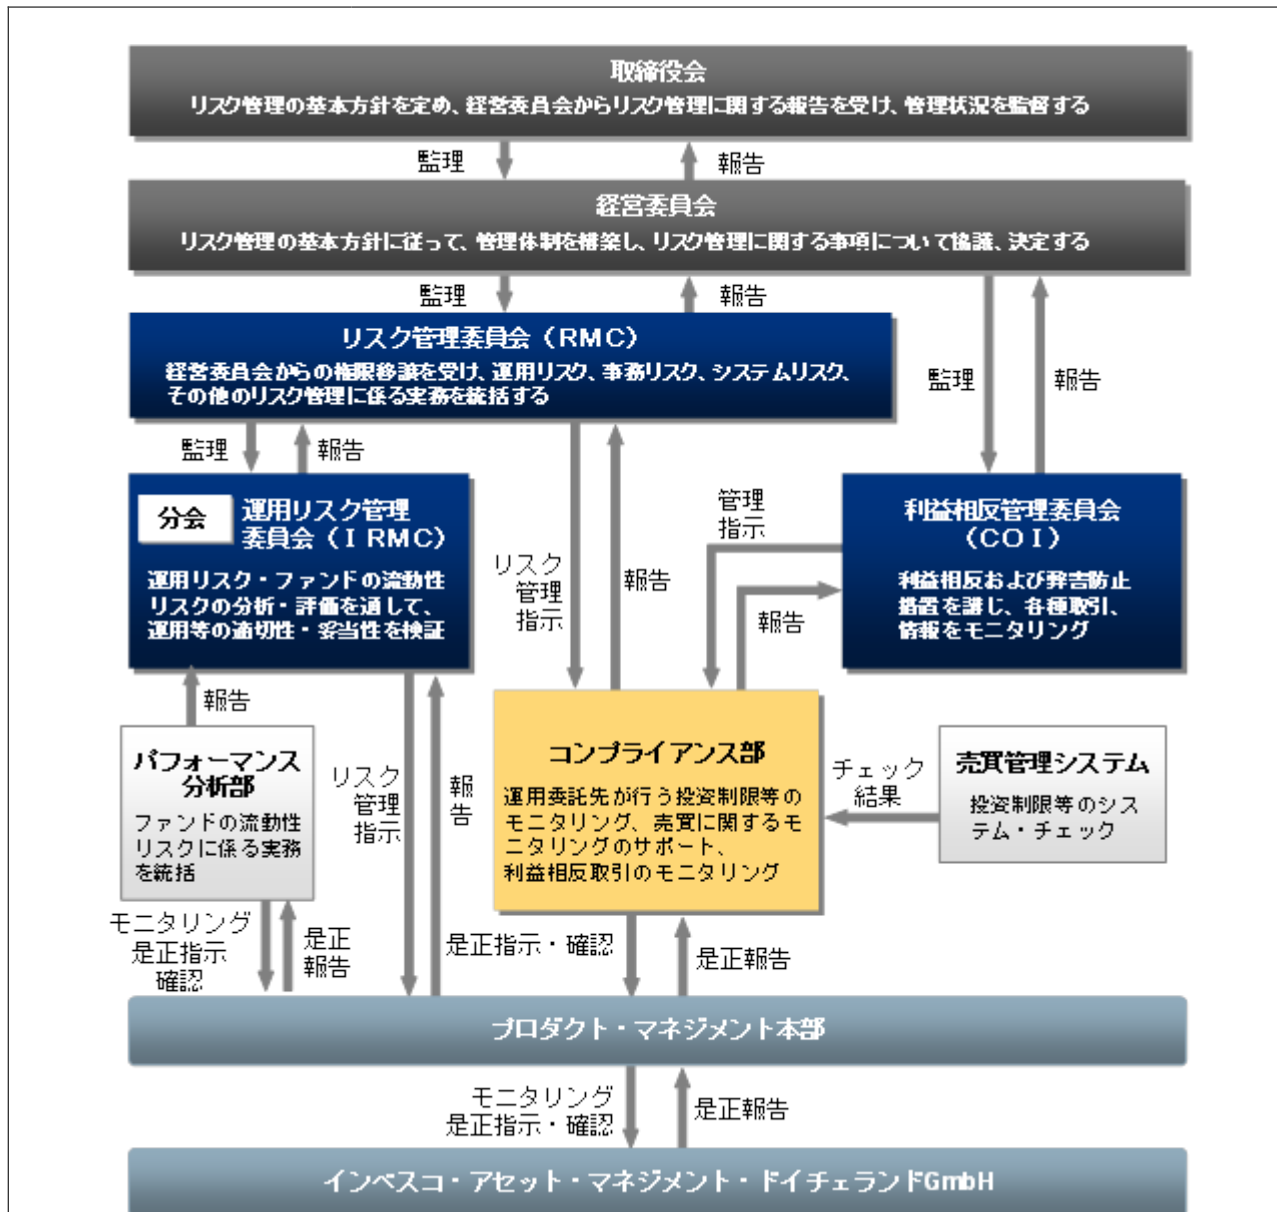 取締役会
リスク管理の基本方針を定め、経営委員会からリスク管理に関する報告を受け、管理状況を監督する
監理
報告
経営委員会
リスク管理の基本方針に従って、管理体制を構築し、リスク管理に関する事項について協議、決定する
監理
報告
リスク管理委員会（RMC）
経営委員会からの権限移譲を受け、運用リスク、事務リスク、システムリスク、
その他のリスク管理に係る実務を統括する
監理
報告
監理
報告
分会
運用リスク管理
委員会（ＩRMC）
運用リスク・ファンドの流動性
リスクの分析・評価を通して、
運用等の適切性・妥当性を検証
リスク
管理
指示
報告
管理
指示
報告
利益相反管理委員会
（COI）
利益相反および弊害防止
措置を講じ、各種取引、
情報をモニタリング
報告
パフォーマンス
分析部
ファンドの流動性
リスクに係る実務
を統括
リスク
管理
指示
報
告
コンプライアンス部
運用委託先が行う投資制限等の
モニタリング、売買に関するモ
ニタリングのサポート、
利益相反取引のモニタリング
チェック
結果
売買管理システム
投資制限等のシス
テム・チェック
モニタリング
是正指示
確認
是正
報告
是正指示・確認
是正報告
プロダクト・マネジメント本部
モニタリング
是正指示・確認
是正報告
インベスコ・アセット・マネジメント・ドイチェランドGmbH